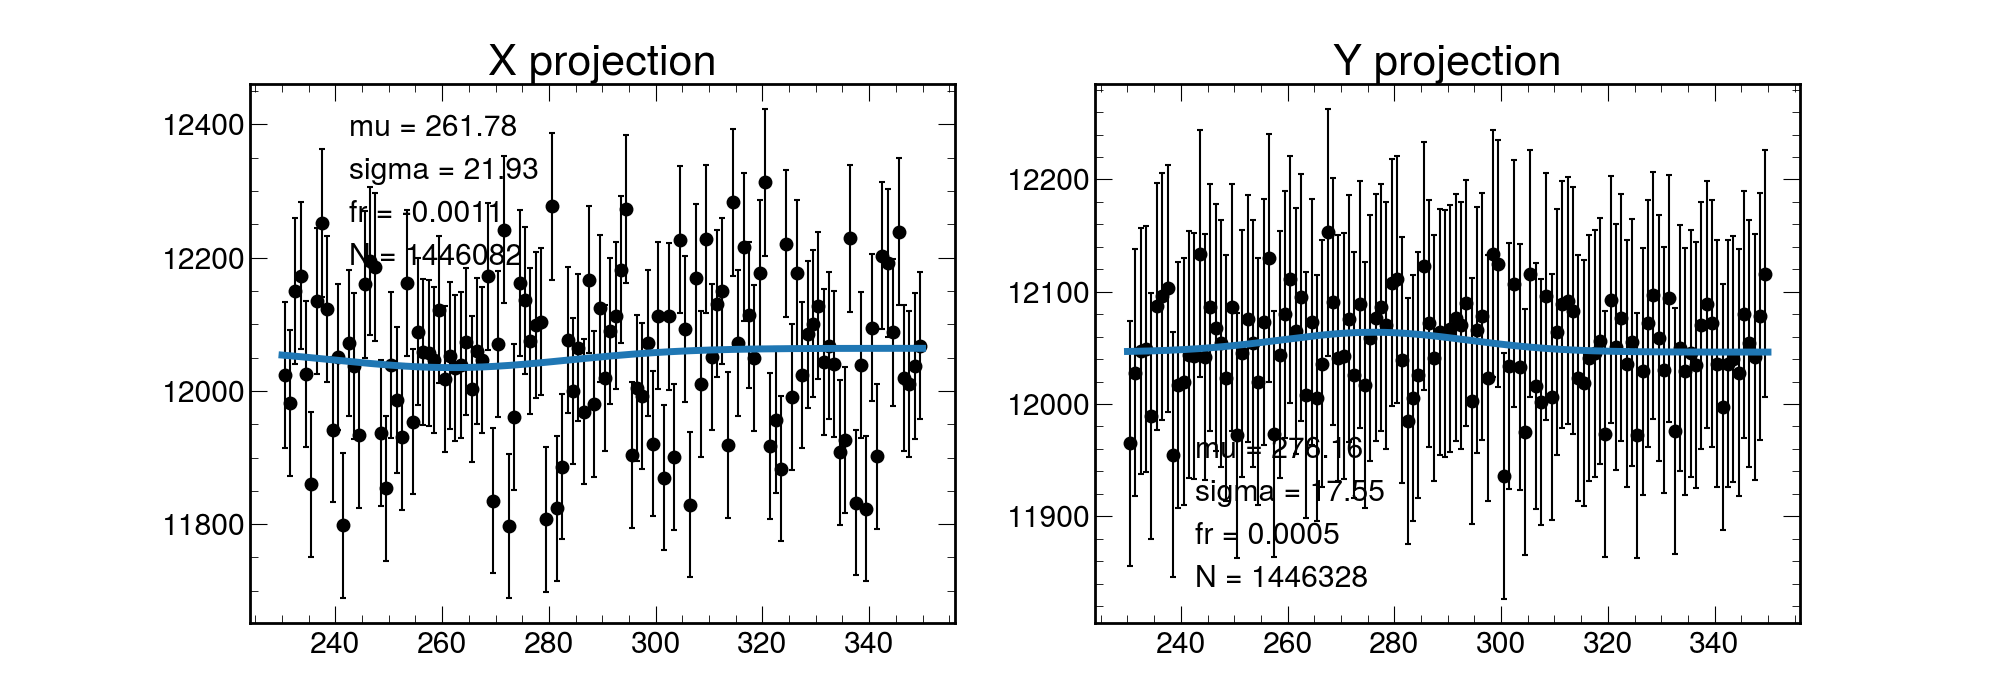 X projection
12400
12200
12000
11800
mu = 261.78
sigma = 21.93
fr = -0.0011
N = 1446082
240 260 280 300 320 340
Y projection
12200
12100
12000
11900
mu = 276.16
sigma = 17.55
fr = 0.0005
N = 1446328
240 260 280 300 320 340